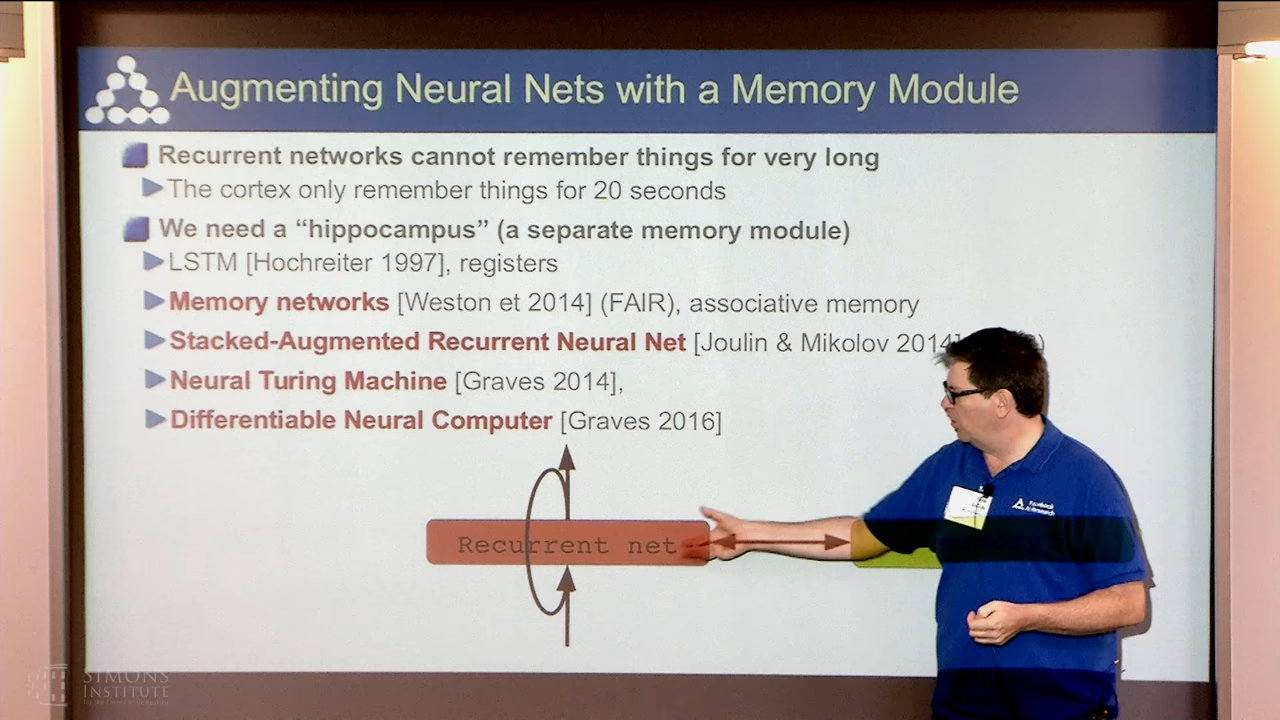 Augmenting Neural Nets with a Memory Module
Recurrent networks cannot remember things for very long
The cortex only remember things for 20 seconds
We need a “hippocampus” (a separate memory module)
LSTM [Hochreiter 1997], registers
Memory networks [Weston et 2014] (FAIR), associative memory
Stacked-Augmented Recurrent Neural Net [Joulin & Mikolov 2014]
Neural Turing Machine [Graves 2014],
Differentiable Neural Computer [Graves 2016]
Recurrent net
Facebook
AI Research
SIMONS
INSTITUTE